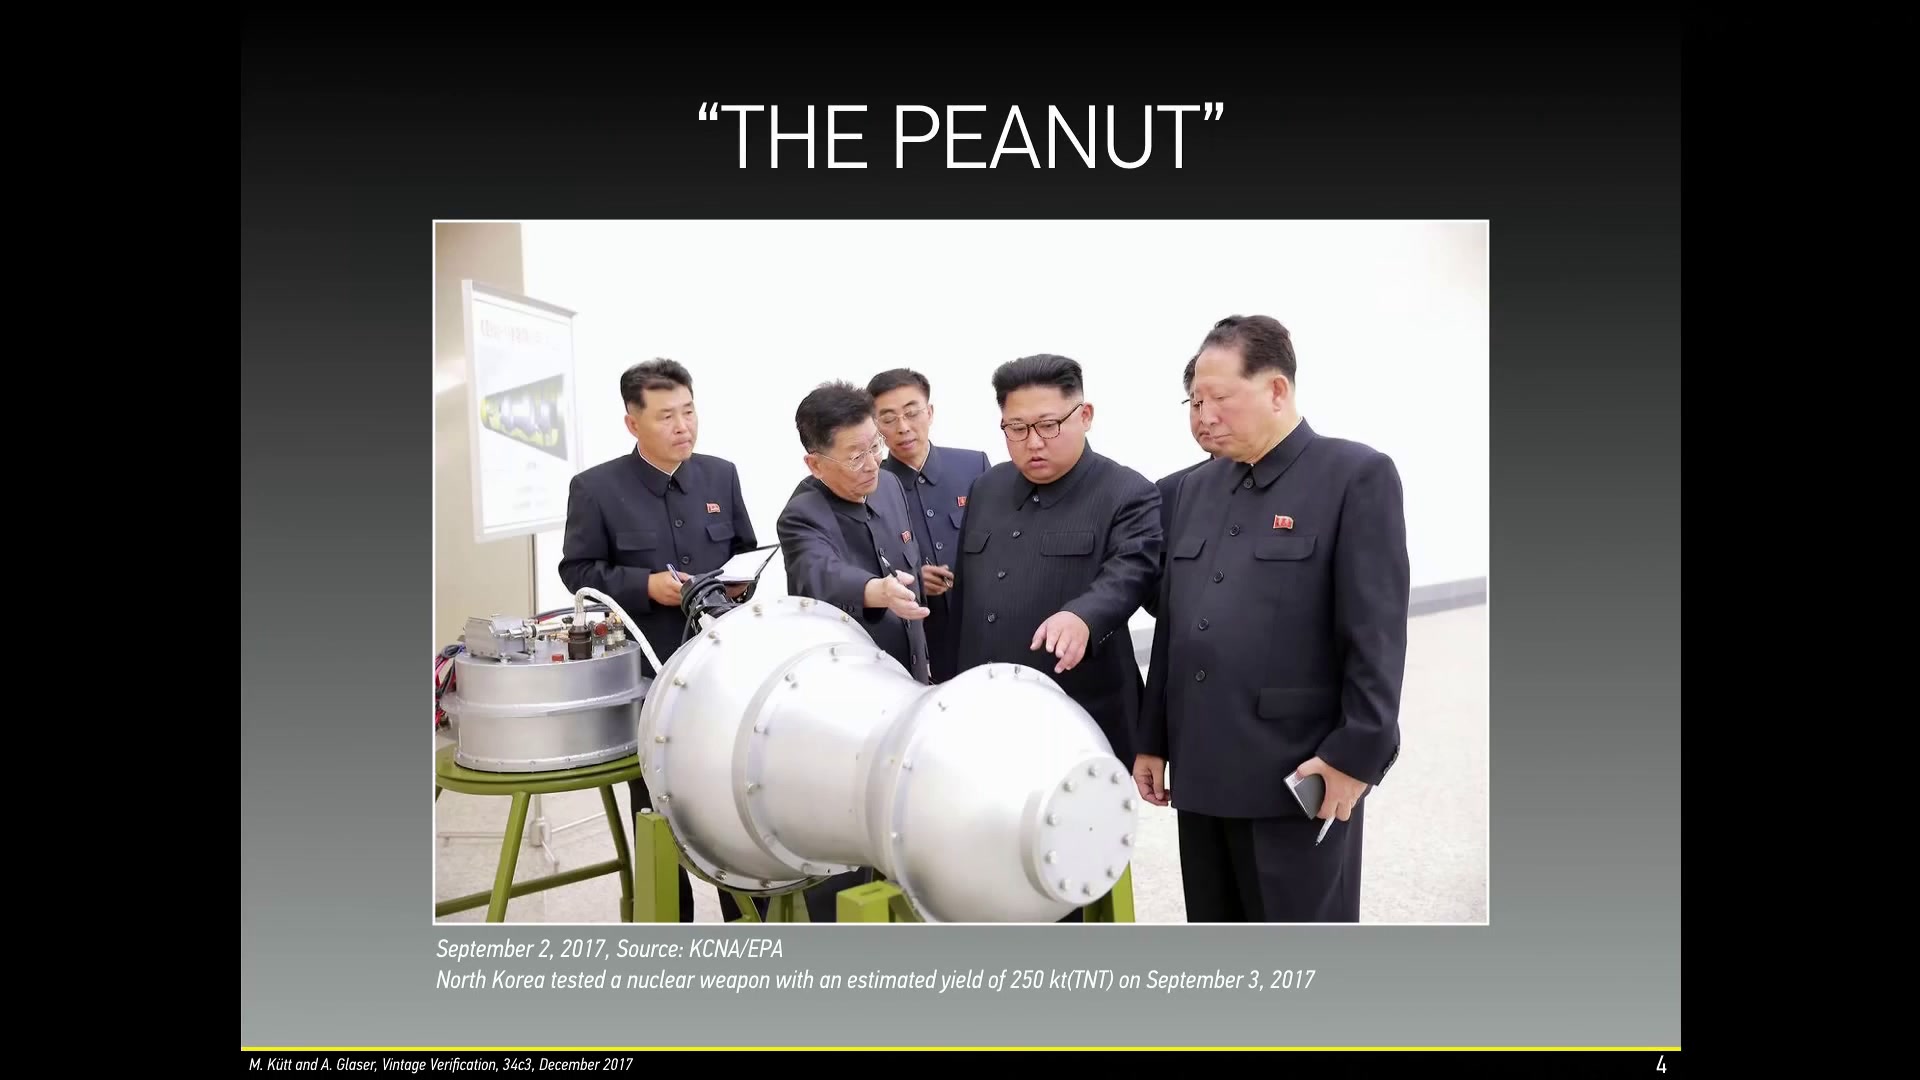 “THE PEANUT”
September 2, 2017, Source: KCNA/EPA
North Korea tested a nuclear weapon with an estimated yield of 250 kt(TNT) on September 3, 2017
M. Kütt and A. Glaser, Vintage Verification, 34c3, December 2017
4